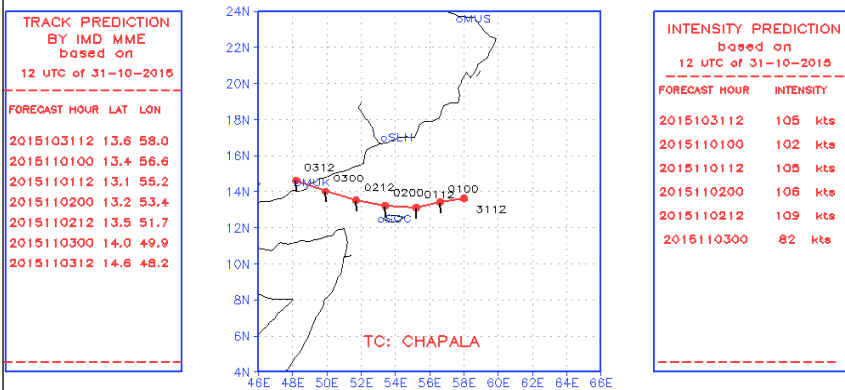 TRACK PREDICTION
BY IMD MME
based on
12 UTC of 31-10-2015
FORECAST HOUR LAT LON
2015103112 13.6 58.0
2015110100 13.4 56.6
2015110112 13.1 55.2
2015110200 13.2 53.4
2015110212 13.5 51.7
2015110300 14.0 49.9
2015110312 14.6 48.2
24N
22N
20N
18N
16N
14N
12N
10N
8N
6N
4N
46E 48E 50E 52E 54E 56E 58E 60E 62E 64E 66E
MUS
SLH
MUK
SOC
0312
0300
0212
0200
0112
0100
3112
TC: CHAPALA
INTENSITY PREDICTION
based on
12 UTC of 31-10-2015
FORECAST HOUR INTENSITY
2015103112 105 kts
2015110100 102 kts
2015110112 105 kts
2015110200 106 kts
2015110212 109 kts
2015110300 82 kts